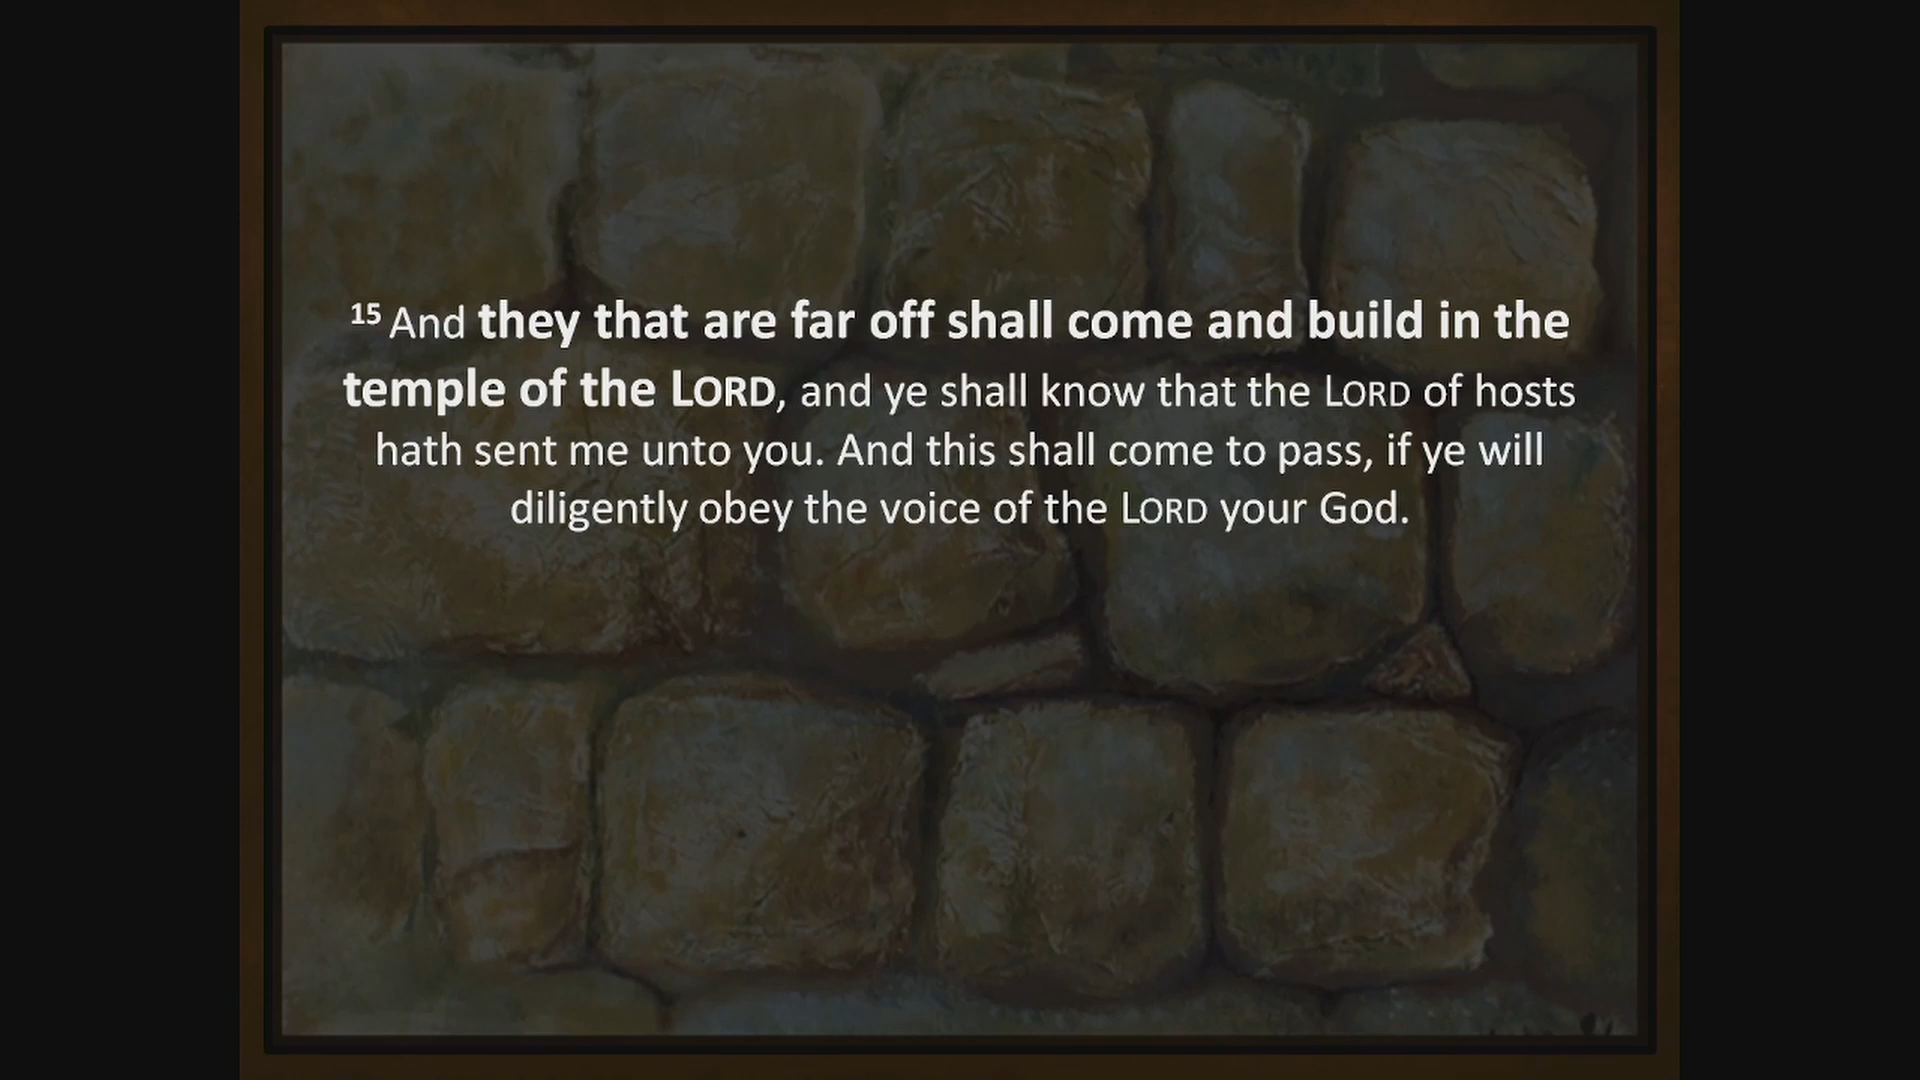 15 And they that are far off shall come and build in the
temple of the LORD, and ye shall know that the LORD of hosts
hath sent me unto you. And this shall come to pass, if ye will
diligently obey the voice of the LORD your God.